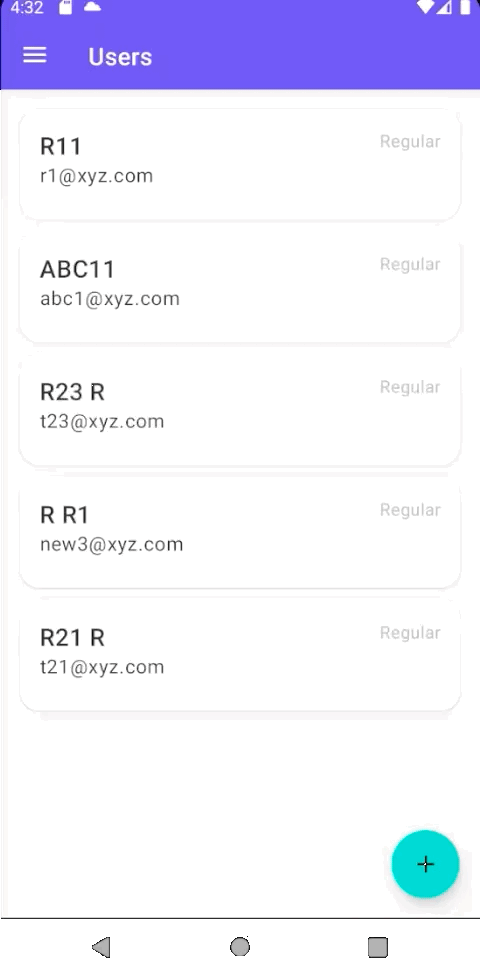 4:32
Users
R11
Regular
r1@xyz.com
ABC11
Regular
abc1@xyz.com
R23 R
Regular
t23@xyz.com
R R1
Regular
new3@xyz.com
R21 R
Regular
t21@xyz.com